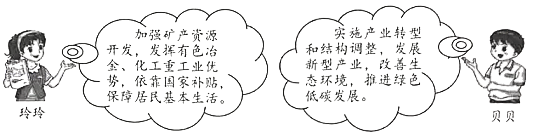 加强矿产资源
开发，发挥有色冶
金、化工重工业优
势，依靠国家补贴，
保障居民基本生活。
玲玲
实施产业转型
和结构调整，发展
新型产业，改善生
态环境，推进绿色
低碳发展。
贝贝